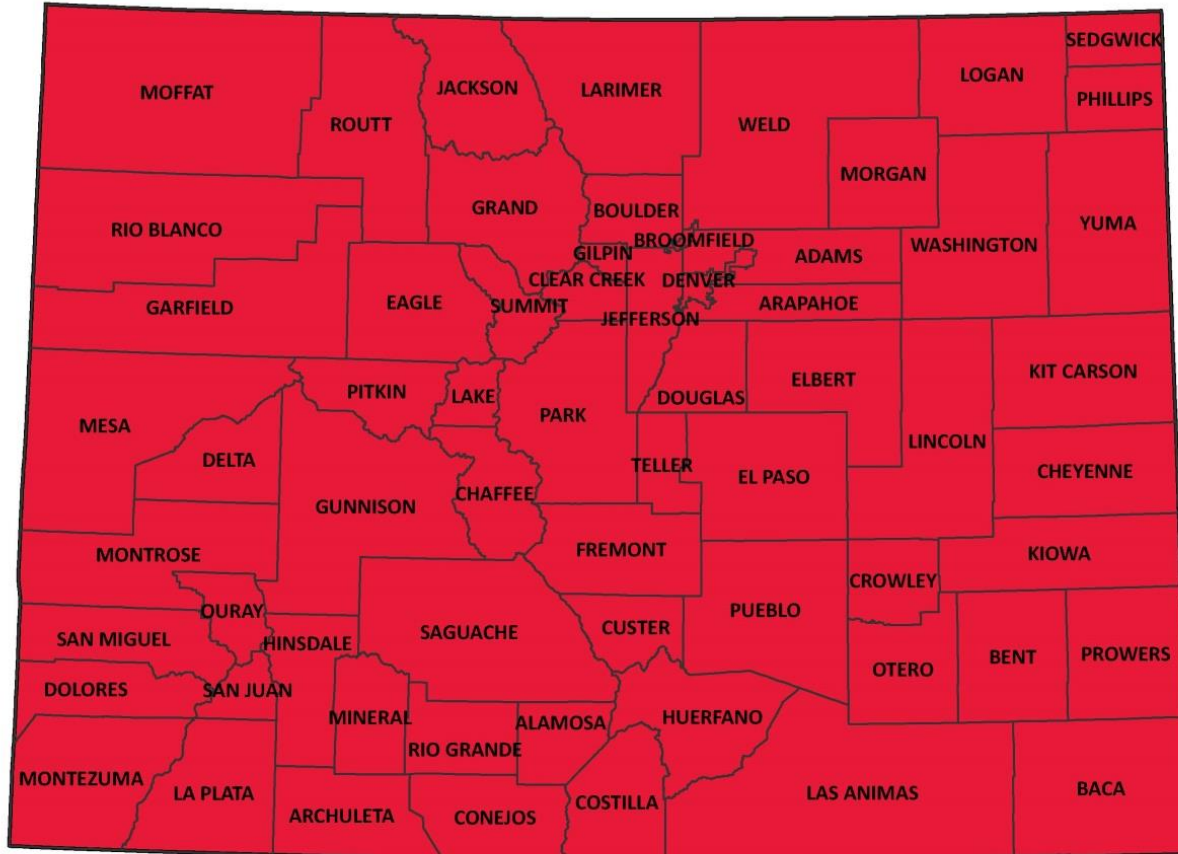 SEDGWICK
LOGAN
JACKSON
LARIMER
MOFFAT
PHILLIPS
ROUTT
WELD
MORGAN
GRAND
BOULDER
YUMA
RIO BLANCO
BROOMFIELD
WASHINGTON
GILPIN
ADAMS
CLEAR CREEK
DENVER
EAGLE
SUMMIT
ARAPAHOE
GARFIELD
JEFFERSON
KIT CARSON
ELBERT
PITKIN
LAKE
DOUGLAS
PARK
MESA
LINCOLN
DELTA
TELLER
CHEYENNE
EL PASO
CHAFFEE
GUNNISON
FREMONT
MONTROSE
KIOWA
CROWLEY
OURAY
PUEBLO
CUSTER
SAGUACHE
SAN MIGUEL
HINSDALE
PROWERS
BENT
OTERO
DOLORES
SAN JUAN
MINERAL
ALAMOSA
HUERFANO
RIO GRANDE
MONTEZUMA
LA PLATA
BACA
LAS ANIMAS
COSTILLA
ARCHULETA
CONEJOS